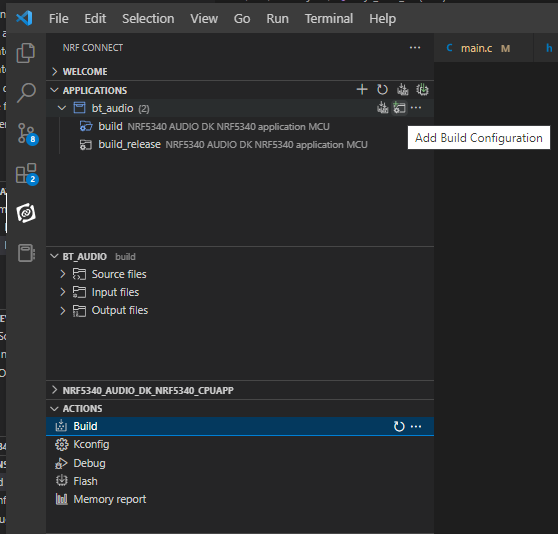 File Edit Selection View Go Run Terminal Help
NRF CONNECT
main.c M
WELCOME
APPLICATIONS
bt_audio (2)
build NRF5340 AUDIO DK NRF5340 application MCU
Add Build Configuration
build_release NRF5340 AUDIO DK NRF5340 application MCU
8
2
BT_AUDIO build
Source files
Input files
Output files
NRF5340_AUDIO_DK_NRF5340_CPUAPP
ACTIONS
Build
Kconfig
Debug
Flash
Memory report